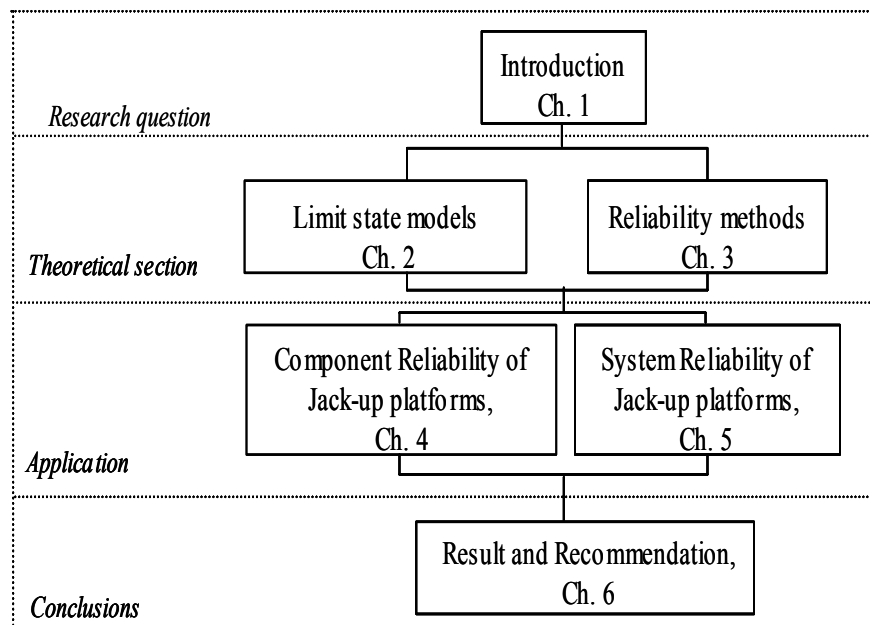 Introduction
Ch. 1
Research question
Limit state models
Ch. 2
Reliability methods
Ch. 3
Theoretical section
Component Reliability of
Jack-up platforms,
Ch. 4
System Reliability of
Jack-up platforms,
Ch. 5
Application
Result and Recommendation,
Ch. 6
Conclusions